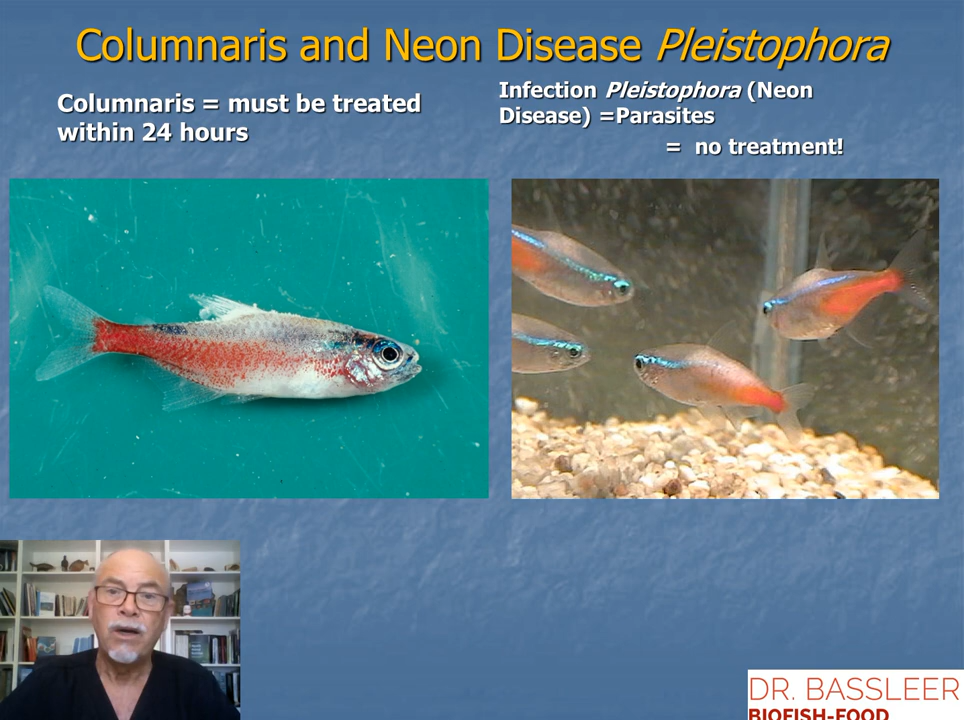 Columnaris and Neon Disease Pleistophora
Columnaris = must be treated
within 24 hours
Infection Pleistophora (Neon
Disease) =Parasites
= no treatment!
DR. BASSLEER
BIOFISH-FOOD